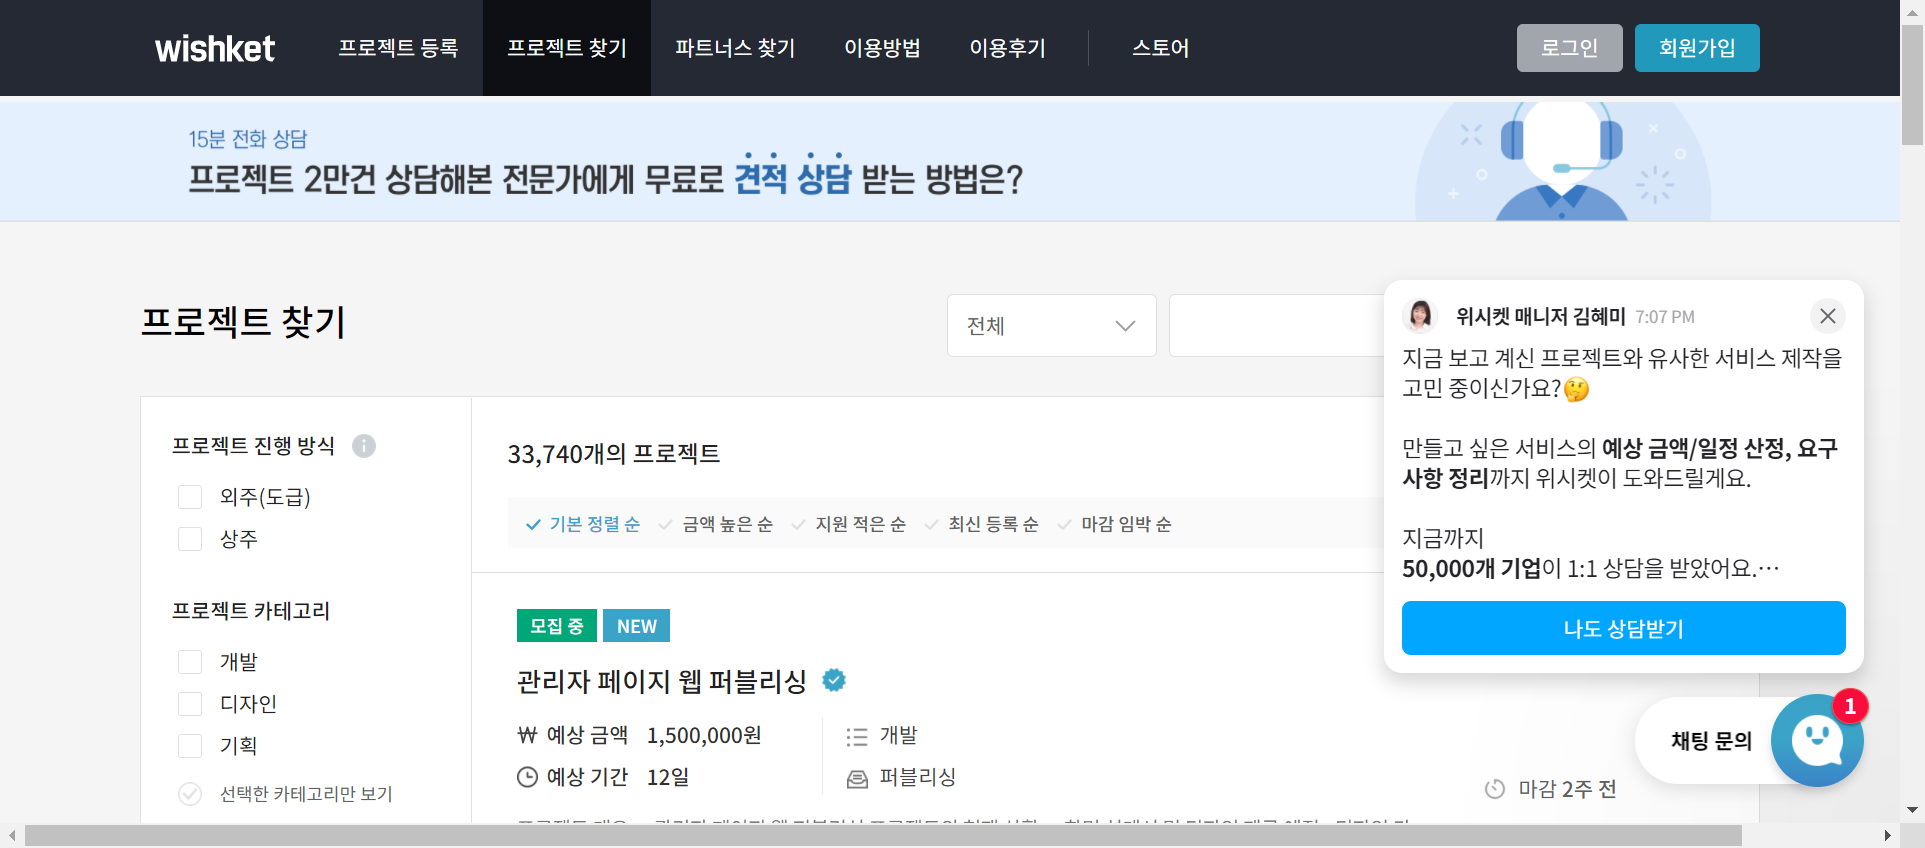 wishket 프로젝트 등록 프로젝트 찾기 파트너스 찾기 이용방법 이용후기 스토어 로그인 회원가입
15분 전화 상담
프로젝트 2만건 상담해본 전문가에게 무료로 견적 상담 받는 방법은?
프로젝트 찾기
전체
위시켓 매니저 김혜미 7:07 PM
지금 보고 계신 프로젝트와 유사한 서비스 제작을
고민 중이신가요?🤔
만들고 싶은 서비스의 예상 금액/일정 산정, 요구
사항 정리까지 위시켓이 도와드릴게요.
지금까지
50,000개 기업이 1:1 상담을 받았어요.…
나도 상담받기
채팅 문의
1
프로젝트 진행 방식
외주(도급)
상주
프로젝트 카테고리
개발
디자인
기획
선택한 카테고리만 보기
33,740개의 프로젝트
기본 정렬 순 금액 높은 순 지원 적은 순 최신 등록 순 마감 임박 순
모집 중 NEW
관리자 페이지 웹 퍼블리싱
₩ 예상 금액 1,500,000원 개발
예상 기간 12일 퍼블리싱
마감 2주 전